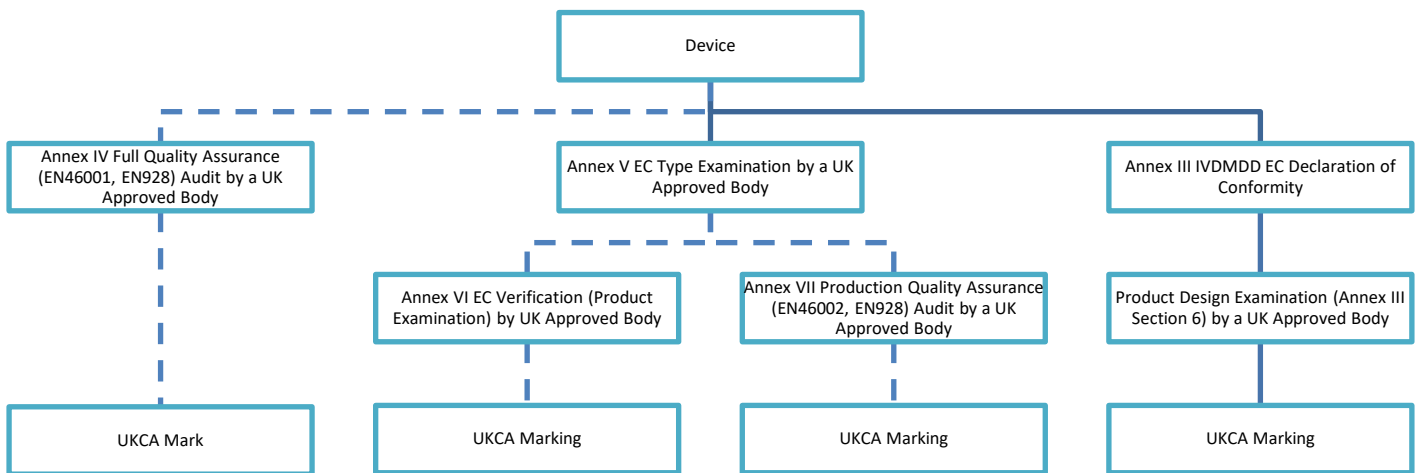 Device
Annex IV Full Quality Assurance
(EN46001, EN928) Audit by a UK
Approved Body
Annex V EC Type Examination by a UK
Approved Body
Annex III IVDMDD EC Declaration of
Conformity
Annex VI EC Verification (Product
Examination) by UK Approved Body
Annex VII Production Quality Assurance
(EN46002, EN928) Audit by a UK
Approved Body
Product Design Examination (Annex III
Section 6) by a UK Approved Body
UKCA Mark
UKCA Marking
UKCA Marking
UKCA Marking